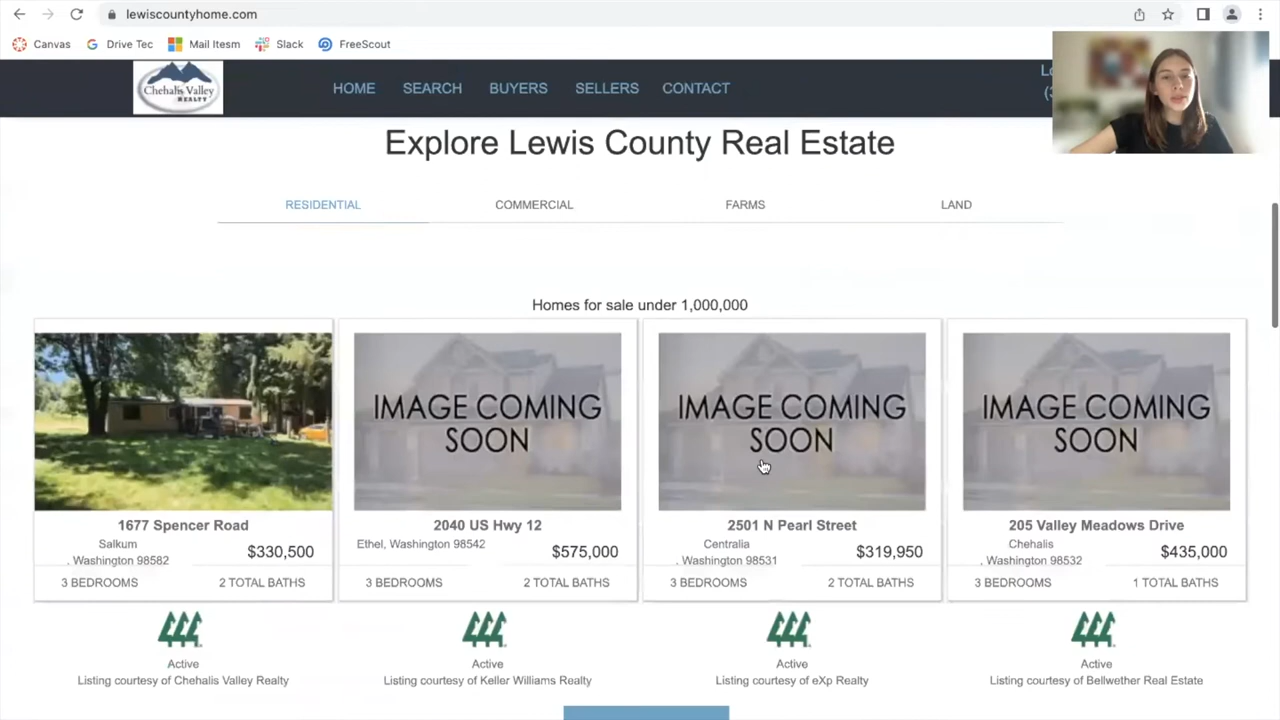 lewiscountyhome.com
Canvas
Drive Tec
Mail Itesm
Slack
FreeScout
Chehalis Valley
REALTY
HOME
SEARCH
BUYERS
SELLERS
CONTACT
Explore Lewis County Real Estate
RESIDENTIAL
COMMERCIAL
FARMS
LAND
Homes for sale under 1,000,000
IMAGE COMING
SOON
IMAGE COMING
SOON
IMAGE COMING
SOON
1677 Spencer Road
Salkum
, Washington 98582
$330,500
3 BEDROOMS
2 TOTAL BATHS
2040 US Hwy 12
Ethel, Washington 98542
$575,000
3 BEDROOMS
2 TOTAL BATHS
2501 N Pearl Street
Centralia
, Washington 98531
$319,950
3 BEDROOMS
2 TOTAL BATHS
205 Valley Meadows Drive
Chehalis
, Washington 98532
$435,000
3 BEDROOMS
1 TOTAL BATHS
Active
Listing courtesy of Chehalis Valley Realty
Active
Listing courtesy of Keller Williams Realty
Active
Listing courtesy of eXp Realty
Active
Listing courtesy of Bellwether Real Estate